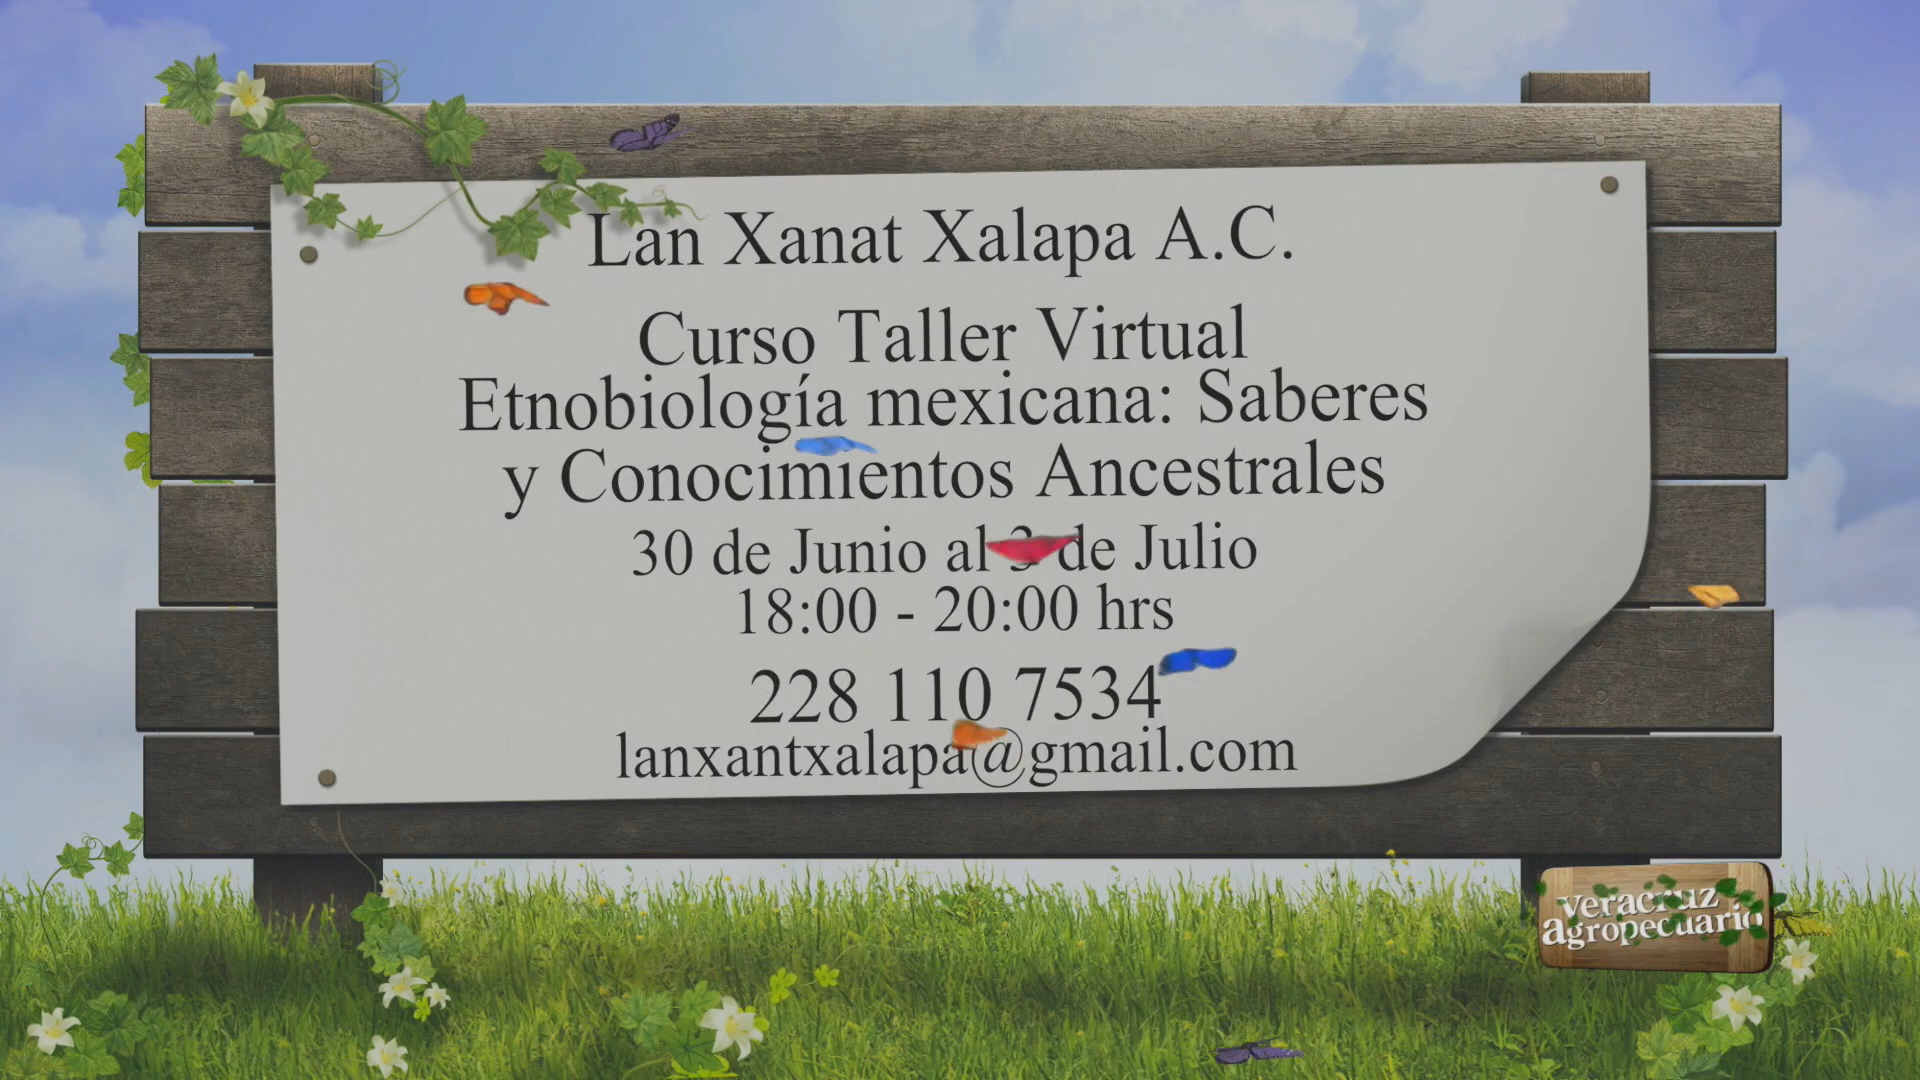 Lan Xanat Xalapa A.C.
Curso Taller Virtual
Etnobiología mexicana: Saberes
y Conocimientos Ancestrales
30 de Junio al 3 de Julio
18:00 - 20:00 hrs
228 110 7534
lanxantxalapa@gmail.com
veracruz
agropecuario